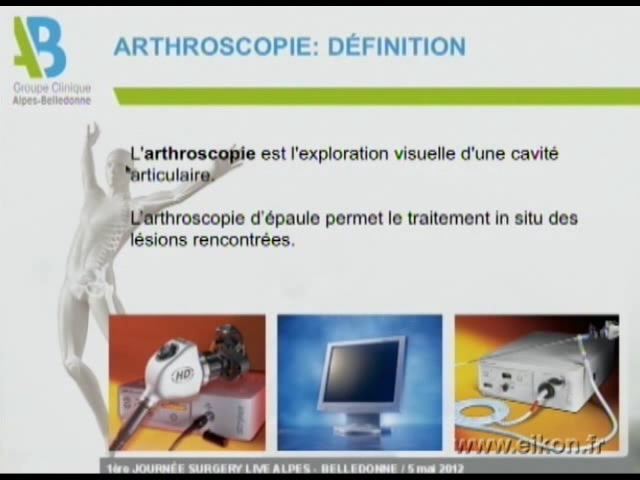 AB
Groupe Clinique
Alpes-Belledonne
ARTHROSCOPIE: DÉFINITION
L'arthroscopie est l'exploration visuelle d'une cavité
articulaire.
L'arthroscopie d'épaule permet le traitement in situ des
lésions rencontrées.
HD
www.eikon.fr
1ère JOURNÉE SURGERY LIVE ALPES - BELLEDONNE / 5 mai 2012